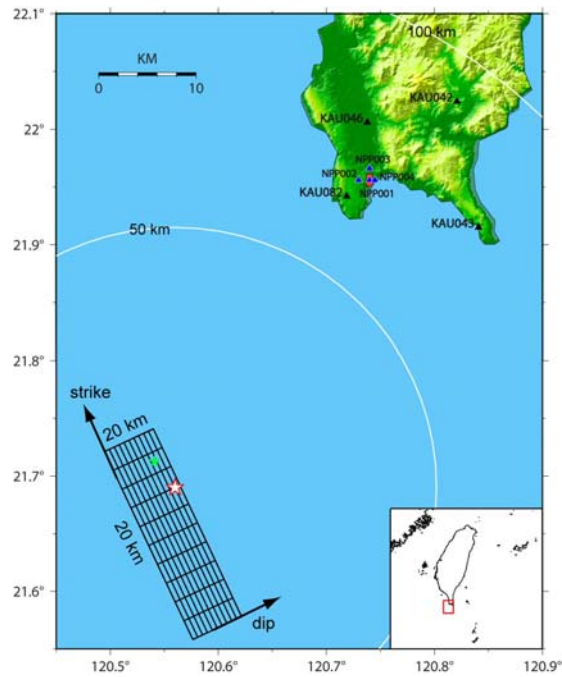 22.1°
22°
21.9°
21.8°
21.7°
21.6°
KM
0
10
100 km
KAU042
KAU046
NPP003
NPP002
NPP004
KAU082
NPP001
KAU043
50 km
strike
20 km
20 km
dip
120.5°
120.6°
120.7°
120.8°
120.9°